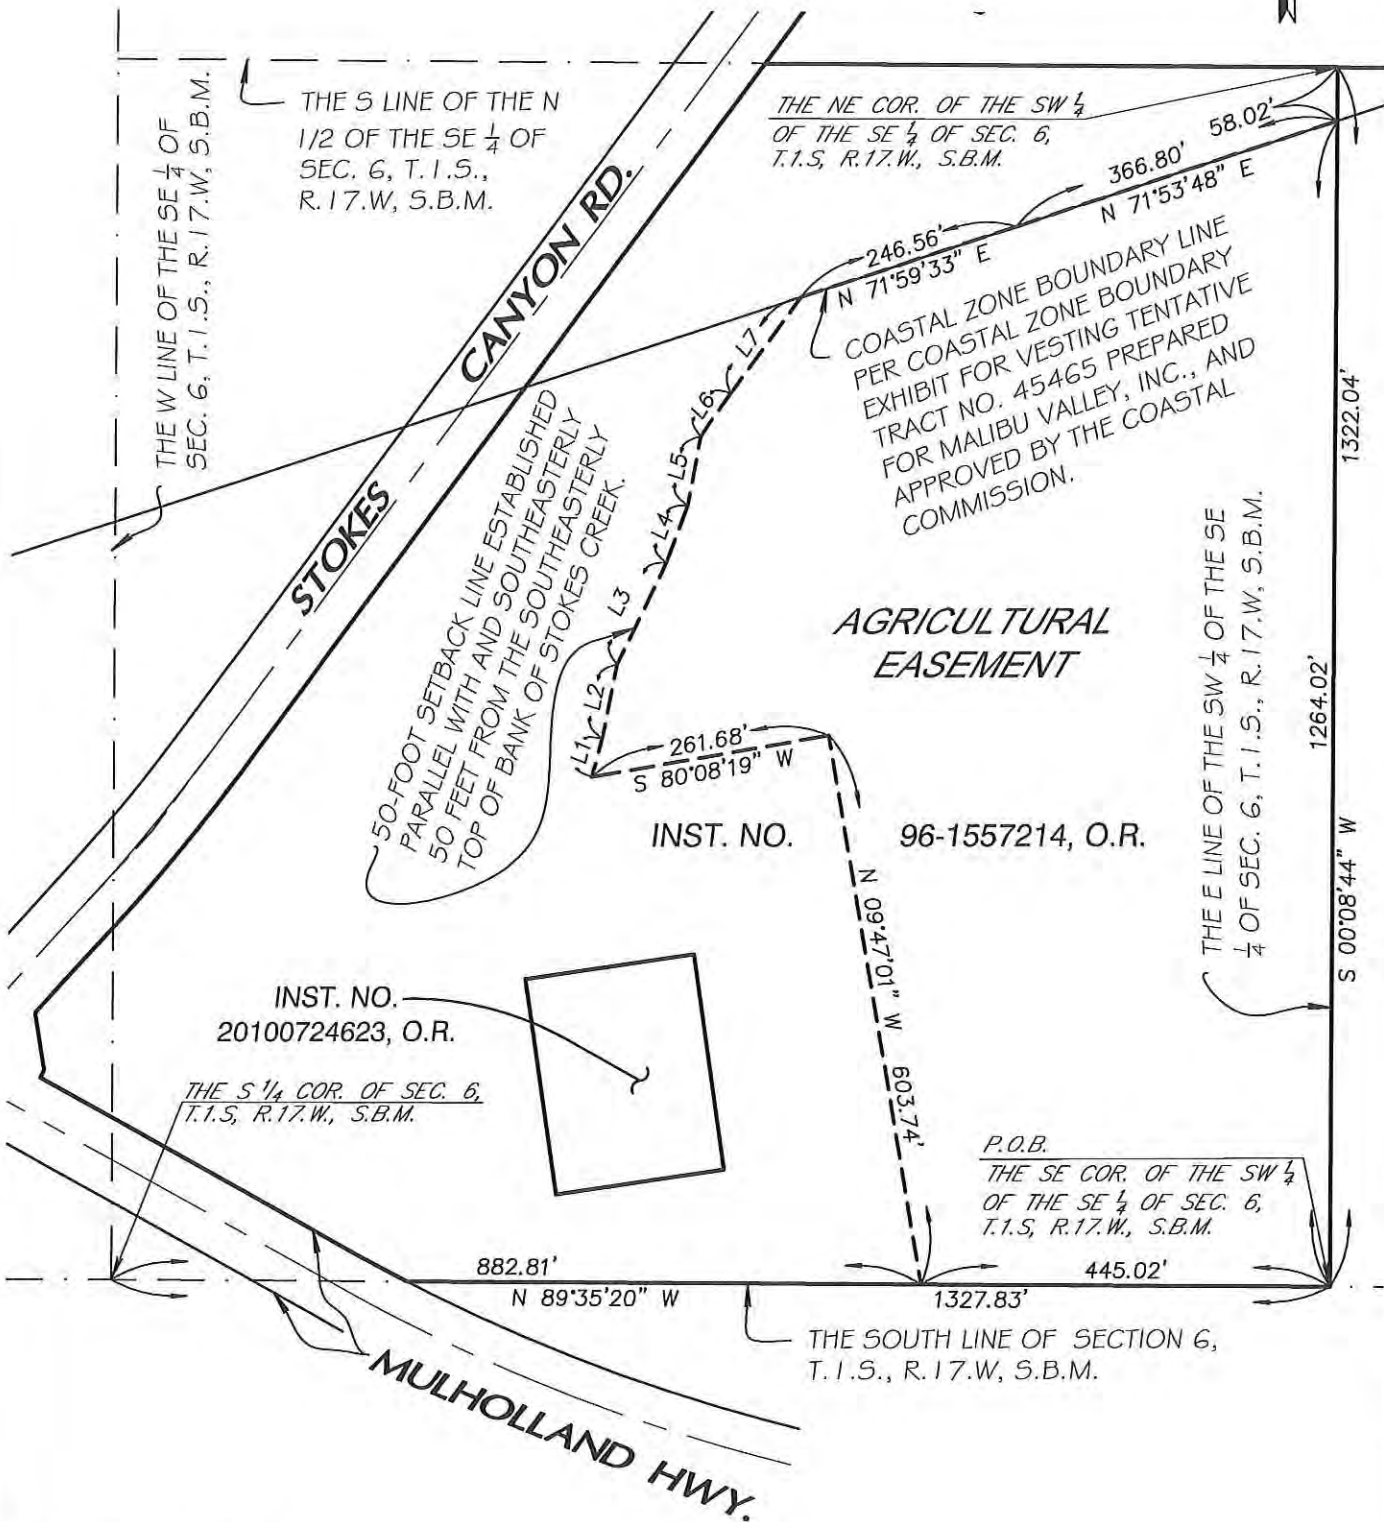 THE S LINE OF THE N
1/2 OF THE SE 1/4 OF
SEC. 6, T.1.S.,
R.17.W, S.B.M.
THE W LINE OF THE SE 1/4 OF
SEC. 6, T.1.S., R.17.W, S.B.M.
THE NE COR. OF THE SW 1/4
OF THE SE 1/4 OF SEC. 6,
T.1.S, R.17.W., S.B.M.
58.02'
366.80'
N 71°53'48" E
246.56'
N 71°59'33" E
STOKES CANYON RD.
COASTAL ZONE BOUNDARY LINE
PER COASTAL ZONE BOUNDARY
EXHIBIT FOR VESTING TENTATIVE
TRACT NO. 45465 PREPARED
FOR MALIBU VALLEY, INC., AND
APPROVED BY THE COASTAL
COMMISSION.
L7
L6
L5
L4
L3
L2
L1
50-FOOT SETBACK LINE ESTABLISHED
PARALLEL WITH AND SOUTHEASTERLY
50 FEET FROM THE SOUTHEASTERLY
TOP OF BANK OF STOKES CREEK.
1322.04'
1264.02'
S 00°08'44" W
THE E LINE OF THE SW 1/4 OF THE SE
1/4 OF SEC. 6, T.1.S., R.17.W, S.B.M.
AGRICULTURAL
EASEMENT
261.68'
S 80°08'19" W
INST. NO. 96-1557214, O.R.
N 09°47'01" W 603.74'
INST. NO.
20100724623, O.R.
THE S 1/4 COR. OF SEC. 6,
T.1.S, R.17.W., S.B.M.
P.O.B.
THE SE COR. OF THE SW 1/4
OF THE SE 1/4 OF SEC. 6,
T.1.S, R.17.W., S.B.M.
882.81'
445.02'
N 89°35'20" W
1327.83'
THE SOUTH LINE OF SECTION 6,
T.1.S., R.17.W, S.B.M.
MULHOLLAND HWY.